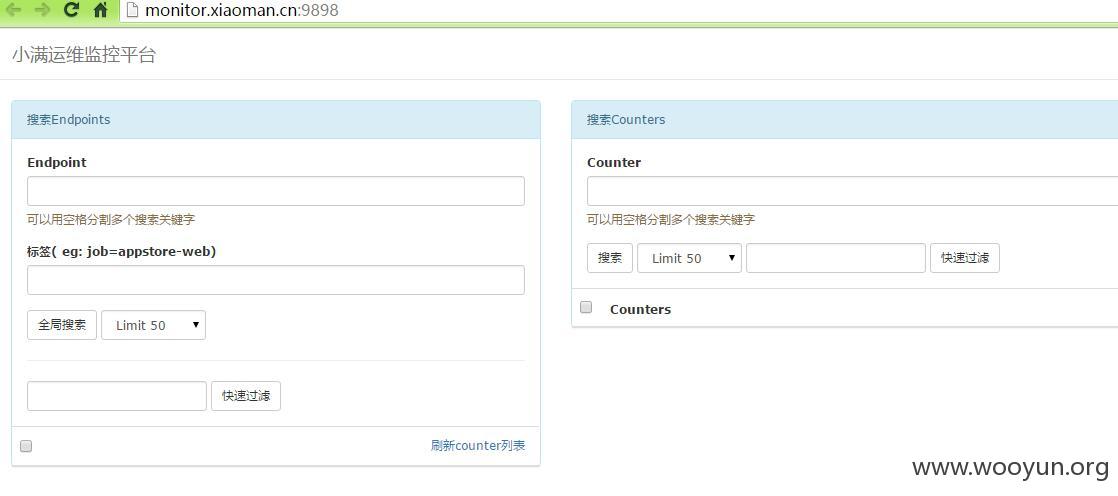 monitor.xiaoman.cn:9898
小满运维监控平台
搜索Endpoints
Endpoint
可以用空格分割多个搜索关键字
标签( eg: job=appstore-web)
全局搜索 Limit 50
快速过滤
刷新counter列表
搜索Counters
Counter
可以用空格分割多个搜索关键字
搜索 Limit 50 快速过滤
Counters
www.wooyun.org